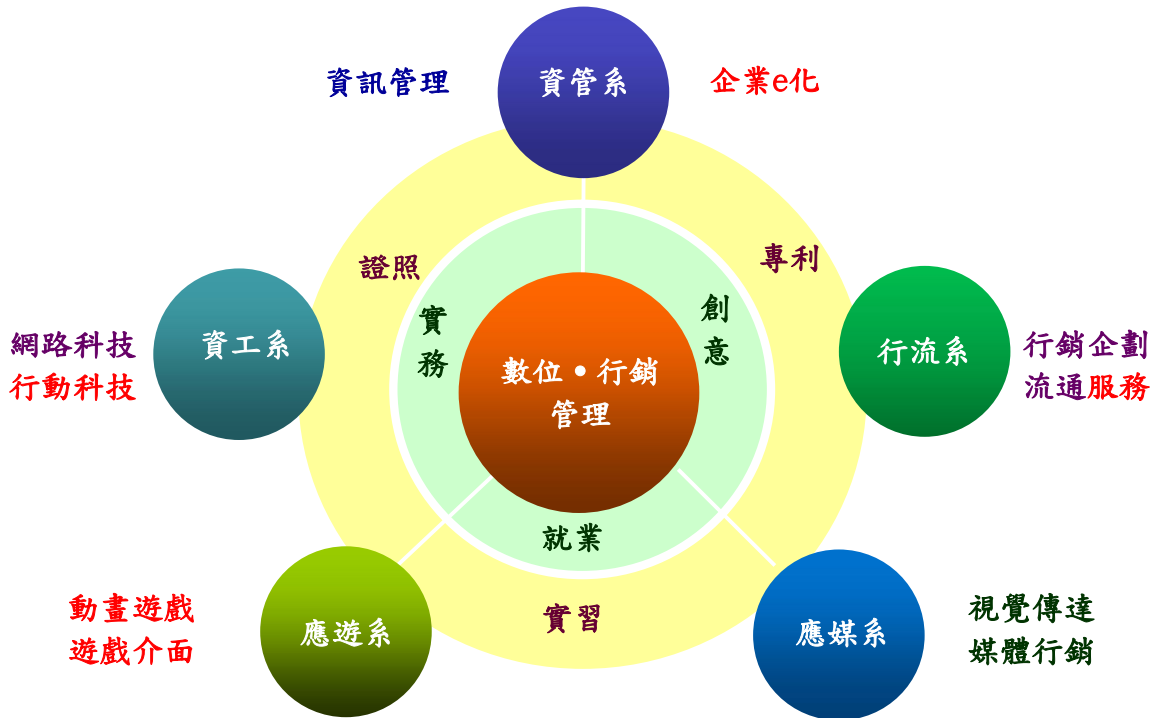 資訊管理
資管系
企業e化
證照
專利
實務
創意
網路科技
行動科技
資工系
數位•行銷
管理
行流系
行銷企劃
流通服務
就業
動畫遊戲
遊戲介面
應遊系
實習
應媒系
視覺傳達
媒體行銷